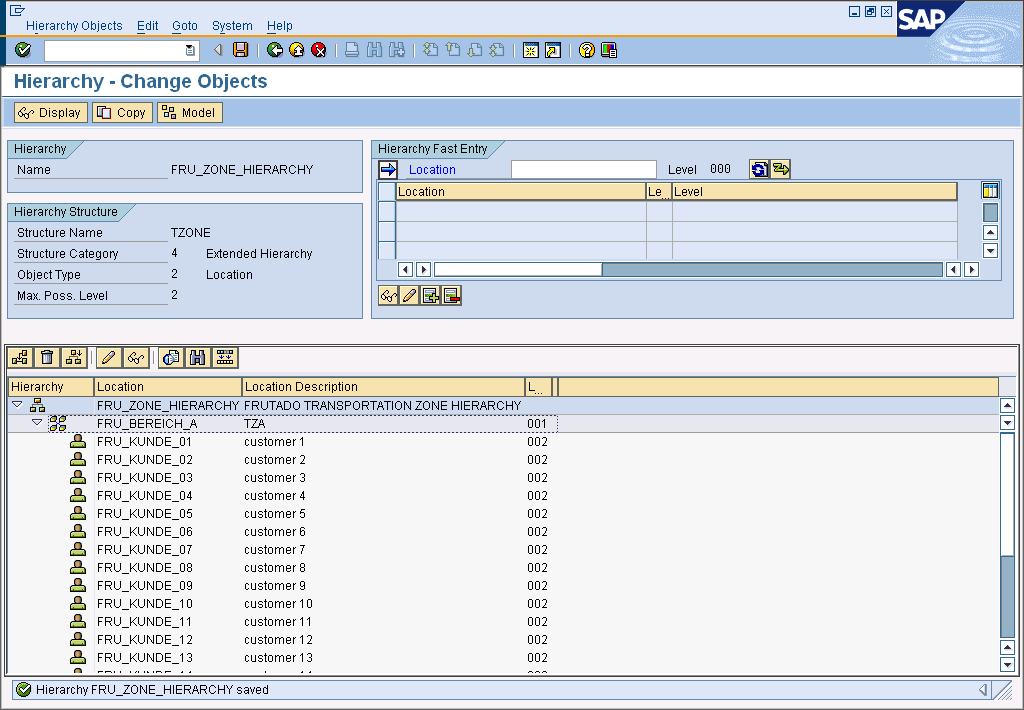 Hierarchy Objects Edit Goto System Help
SAP
Hierarchy - Change Objects
Display Copy Model
Hierarchy
Name FRU_ZONE_HIERARCHY
Hierarchy Structure
Structure Name TZONE
Structure Category 4 Extended Hierarchy
Object Type 2 Location
Max. Poss. Level 2
Hierarchy Fast Entry
Location Level 000
Location Le... Level
Hierarchy Location Location Description L...
FRU_ZONE_HIERARCHY FRUTADO TRANSPORTATION ZONE HIERARCHY
FRU_BEREICH_A TZA 001
FRU_KUNDE_01 customer 1 002
FRU_KUNDE_02 customer 2 002
FRU_KUNDE_03 customer 3 002
FRU_KUNDE_04 customer 4 002
FRU_KUNDE_05 customer 5 002
FRU_KUNDE_06 customer 6 002
FRU_KUNDE_07 customer 7 002
FRU_KUNDE_08 customer 8 002
FRU_KUNDE_09 customer 9 002
FRU_KUNDE_10 customer 10 002
FRU_KUNDE_11 customer 11 002
FRU_KUNDE_12 customer 12 002
FRU_KUNDE_13 customer 13 002
Hierarchy FRU_ZONE_HIERARCHY saved